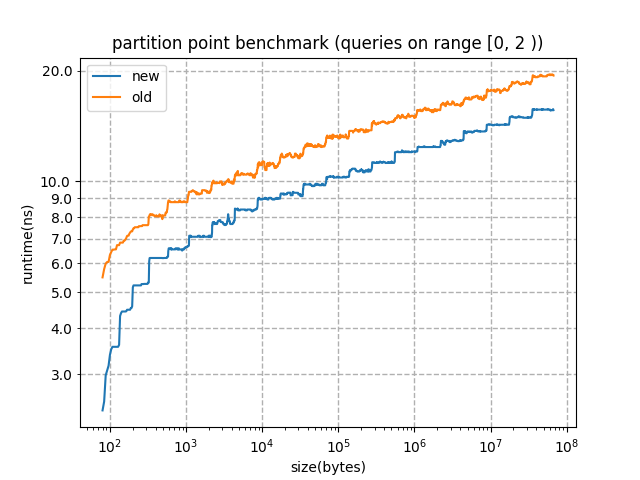 partition point benchmark (queries on range [0, 2 ))
new
old
20.0
10.0
9.0
8.0
7.0
6.0
5.0
4.0
3.0
runtime(ns)
10² 10³ 10⁴ 10⁵ 10⁶ 10⁷ 10⁸
size(bytes)